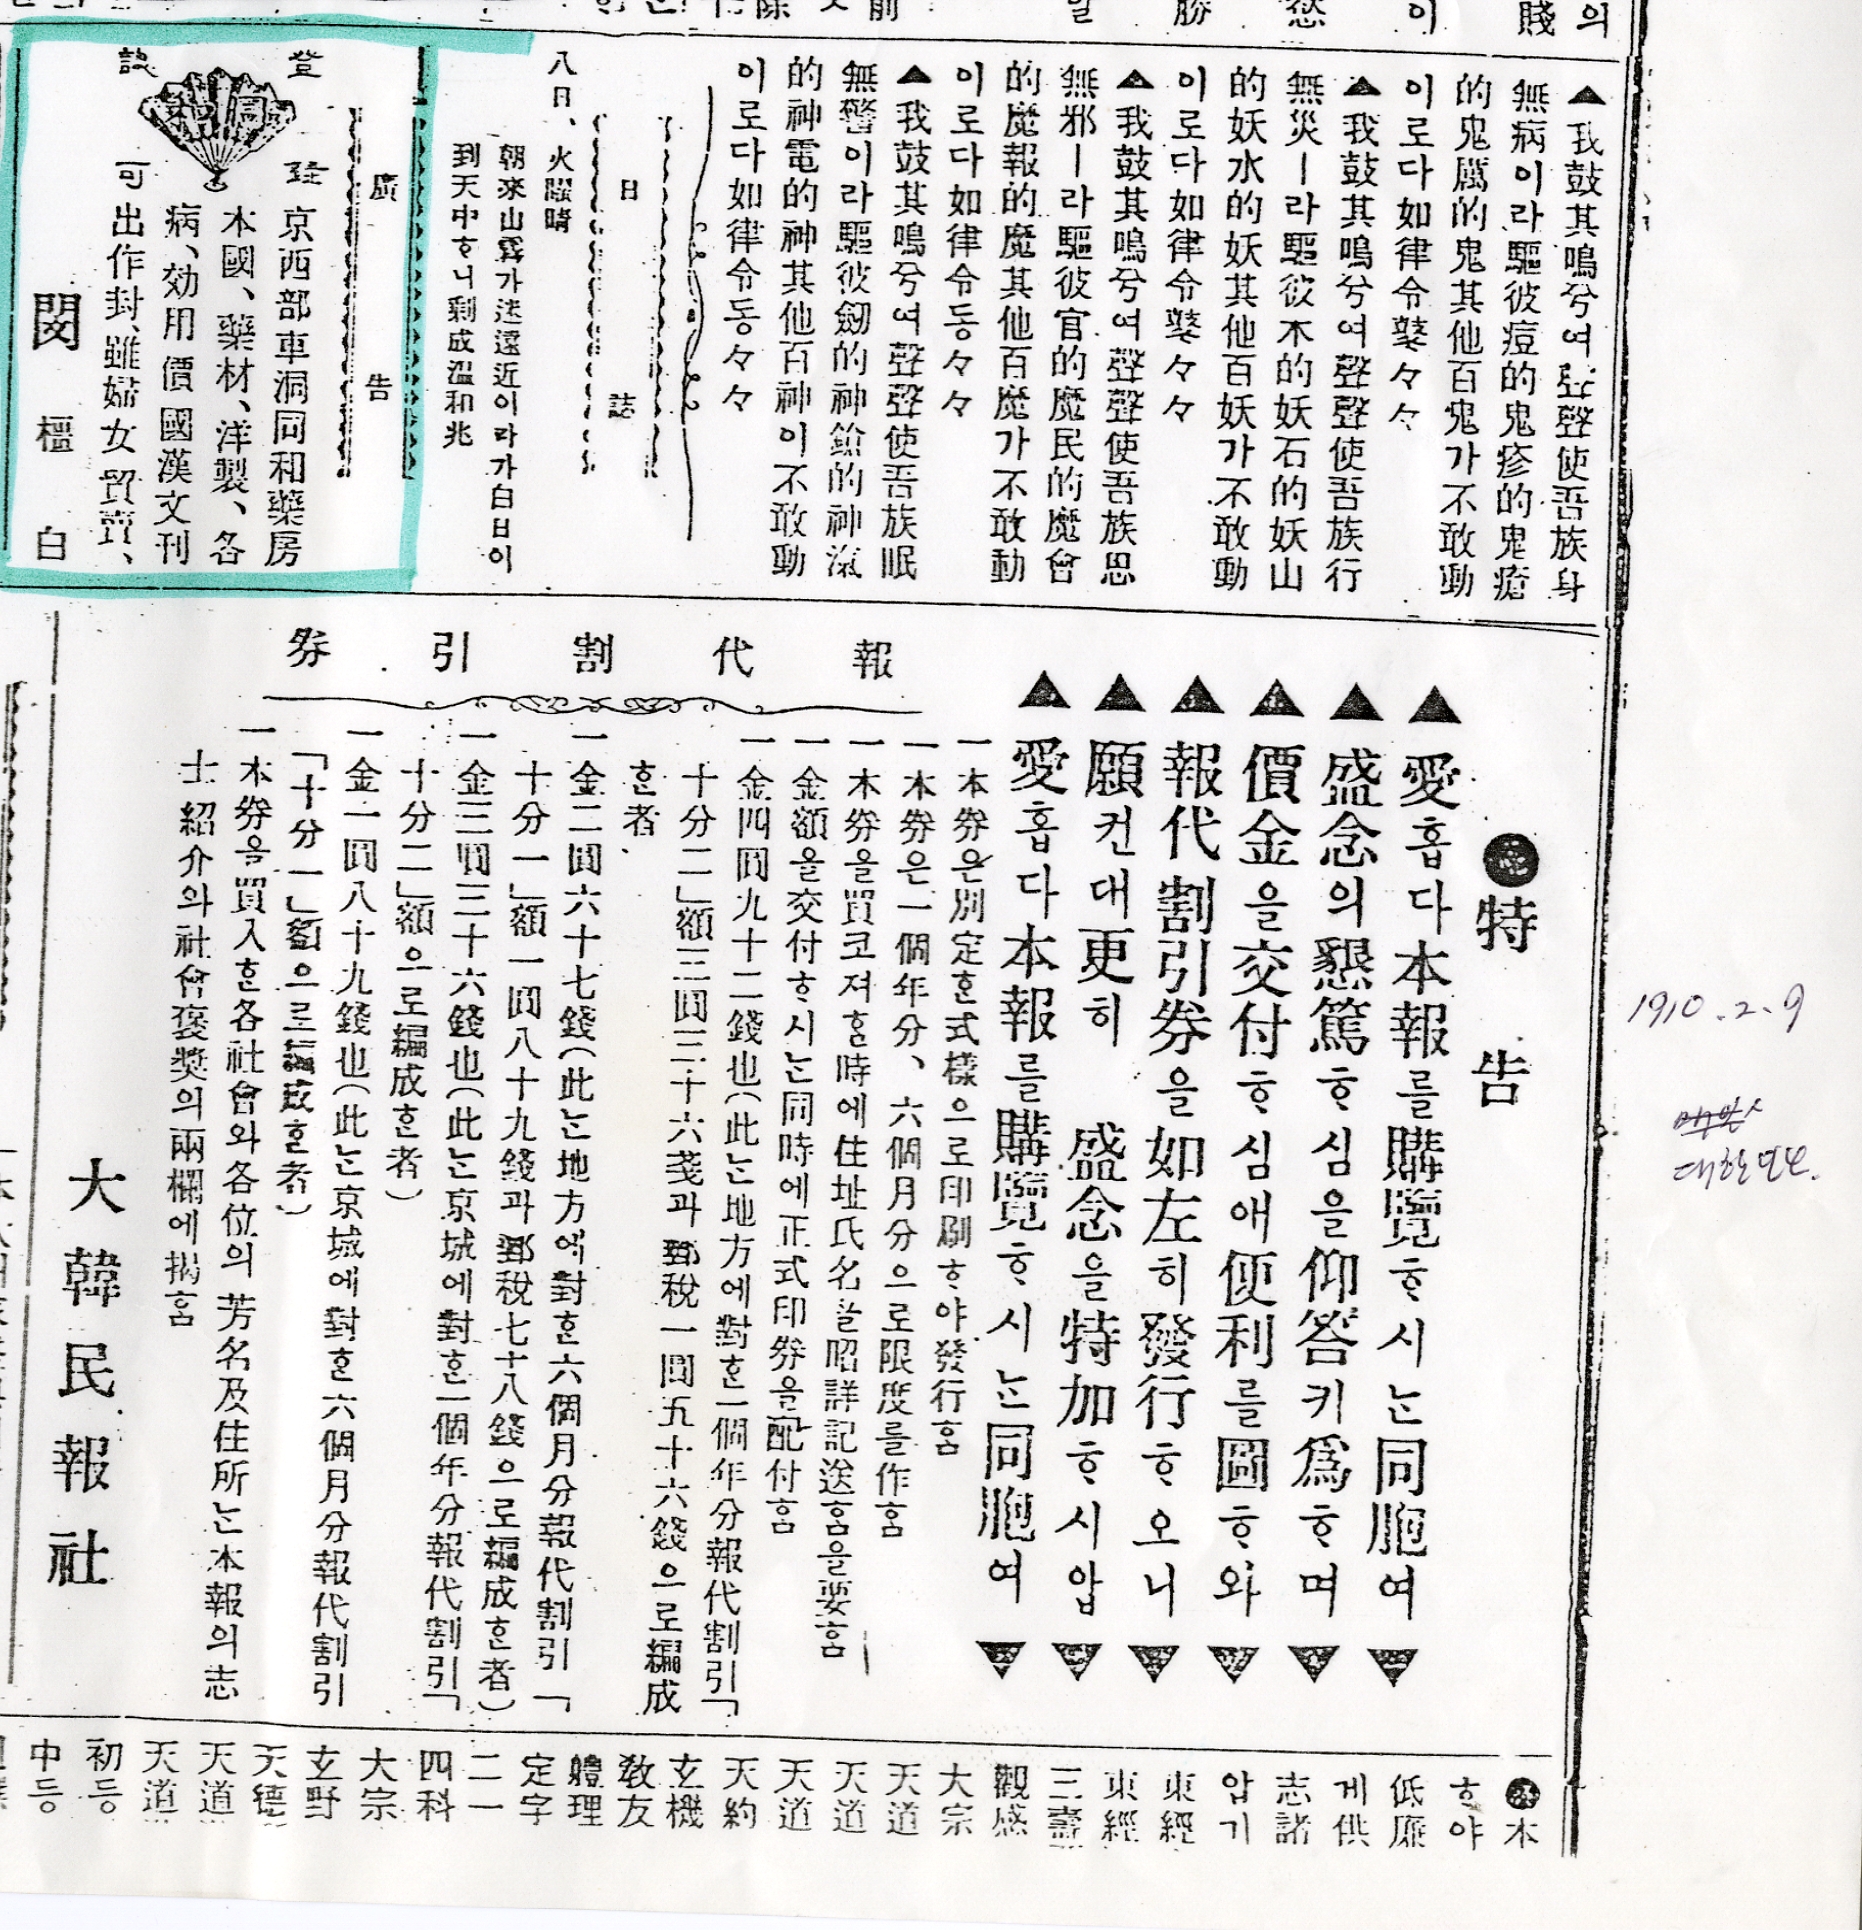 의
賤
이
慾
勝
말
前
▲我鼓其鳴兮여聲聲使吾族身
無病이라驅彼痘的鬼疹的鬼瘡
的鬼厲的鬼其他百鬼가不敢動
이로다如律令鼕々々
▲我鼓其鳴兮여聲聲使吾族行
無災ㅣ라驅彼木的妖石的妖山
的妖水的妖其他百妖가不敢動
이로다如律令鼕々々
▲我鼓其鳴兮여聲聲使吾族思
無邪ㅣ라驅彼官的魔民的魔會
的魔報的魔其他百魔가不敢動
이로다如律令동々々
▲我鼓其鳴兮여聲聲使吾族眠
無警이라驅彼劒的神鎗的神滊
的神電的神其他百神이不敢動
이로다如律令동々々
日 誌
八日、火曜晴
朝來山霧가迷遠近이라가白日이
到天中ᄒᆞ니剩成溫和兆
廣 告
登 註
同和
京西部車洞同和藥房
本國、藥材、洋製、各
病、効用價國漢文刊
可出作封、雖婦女貿賣、
閔橿白
●特告
▲愛홉다本報를購覽ᄒᆞ시ᄂᆞᆫ同胞여▼
▲盛念의懇篤ᄒᆞ심을仰答키爲ᄒᆞ며▼
▲價金을交付ᄒᆞ심애便利를圖ᄒᆞ와▼
▲報代割引券을如左히發行ᄒᆞ오니▼
▲願컨대更히 盛念을特加ᄒᆞ시압▼
▲愛홉다本報를購覽ᄒᆞ시ᄂᆞᆫ同胞여▼
報代割引券
一本券은別定ᄒᆞᆫ式樣으로印刷ᄒᆞ야發行홈
一本券은一個年分、六個月分으로限度를作홈
一本券을買코져ᄒᆞᆯ時에住址氏名을昭詳記送홈을要홈
一金額을交付ᄒᆞ시ᄂᆞᆫ同時에正式印券을配付홈
一金四圓九十二錢也(此ᄂᆞᆫ地方에對ᄒᆞᆫ一個年分報代割引「
十分二」額三圓三十六戔과郵稅一圓五十六錢으로編成
ᄒᆞᆫ者
一金二圓六十七錢(此ᄂᆞᆫ地方에對ᄒᆞᆫ六個月分報代割引「
十分一」額一圓八十九錢과郵稅七十八錢으로編成ᄒᆞᆫ者)
一金三圓三十六錢也(此ᄂᆞᆫ京城에對ᄒᆞᆫ一個年分報代割引「
十分二」額으로編成ᄒᆞᆫ者)
一金一圓八十九錢也(此ᄂᆞᆫ京城에對ᄒᆞᆫ六個月分報代割引
「十分一」額으로編成ᄒᆞᆫ者)
一本券을買入ᄒᆞᆫ各社會와各位의芳名及住所ᄂᆞᆫ本報의志
士紹介와社會褒奬의兩欄에揭홈
大韓民報社
1910.2.9
대한민보.
●本
ᄒᆞ야
低廉
게供
志諸
압기
東經
東經
三壽
觀感
大宗
天道
天道
天道
天約
玄機
敎友
體理
定字
二一
四科
大宗
玄野
天德
天道
天道
初등
中등